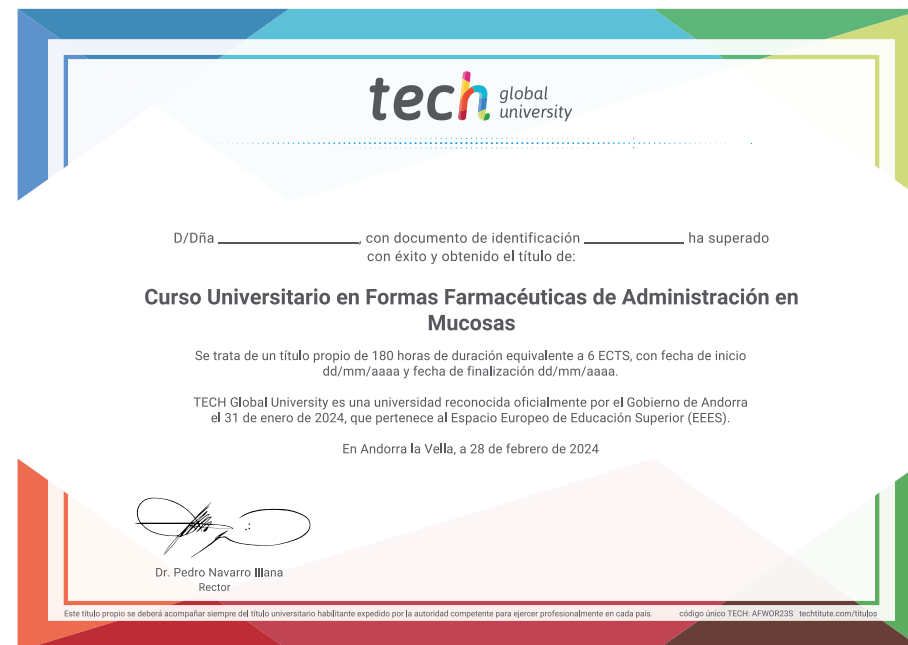 tech global university
D/Dña ____________________, con documento de identificación ______________ ha superado
con éxito y obtenido el título de:
Curso Universitario en Formas Farmacéuticas de Administración en
Mucosas
Se trata de un título propio de 180 horas de duración equivalente a 6 ECTS, con fecha de inicio
dd/mm/aaaa y fecha de finalización dd/mm/aaaa.
TECH Global University es una universidad reconocida oficialmente por el Gobierno de Andorra
el 31 de enero de 2024, que pertenece al Espacio Europeo de Educación Superior (EEES).
En Andorra la Vella, a 28 de febrero de 2024
Dr. Pedro Navarro Illana
Rector
Este título propio se deberá acompañar siempre del título universitario habilitante expedido por la autoridad competente para ejercer profesionalmente en cada país. código único TECH: AFWOR23S techtitute.com/titulos